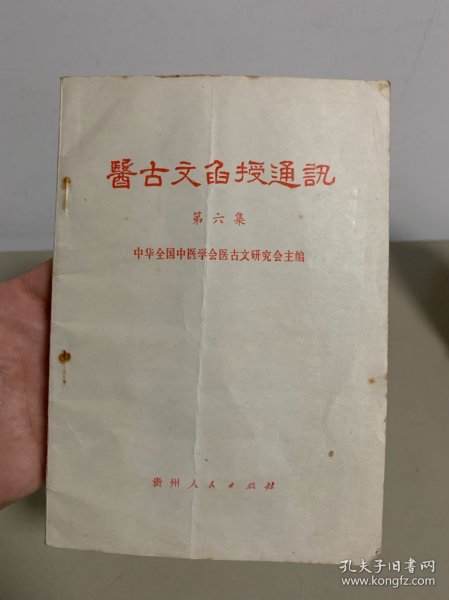 醫古文函授通訊
第六集
中华全国中医学会医古文研究会主编
贵州人民出版社
孔夫子旧书网
www.kongfz.com